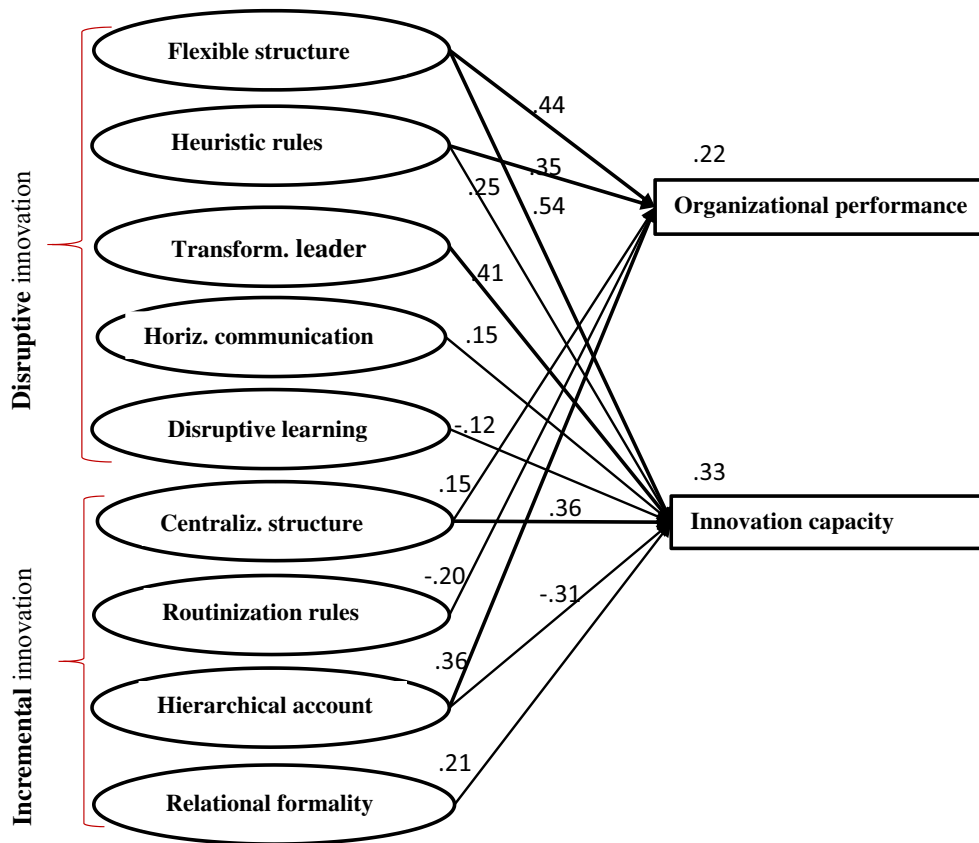 Flexible structure
.44
Heuristic rules
.35
.22
.25
.54
Organizational performance
Disruptive innovation
Transform. leader
.41
Horiz. communication
.15
Disruptive learning
-.12
.15
.33
Centraliz. structure
.36
Innovation capacity
Incremental innovation
-.20
-.31
Routinization rules
.36
Hierarchical account
.21
Relational formality